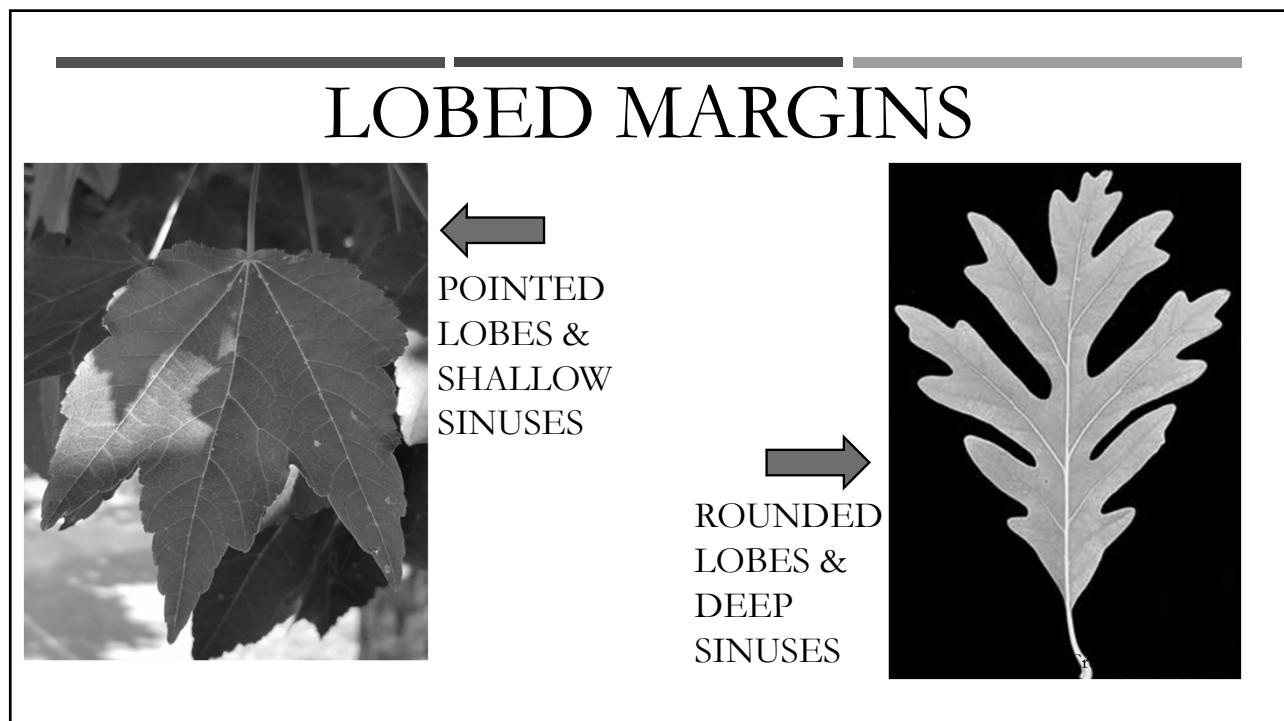 LOBED MARGINS
POINTED
LOBES &
SHALLOW
SINUSES
ROUNDED
LOBES &
DEEP
SINUSES